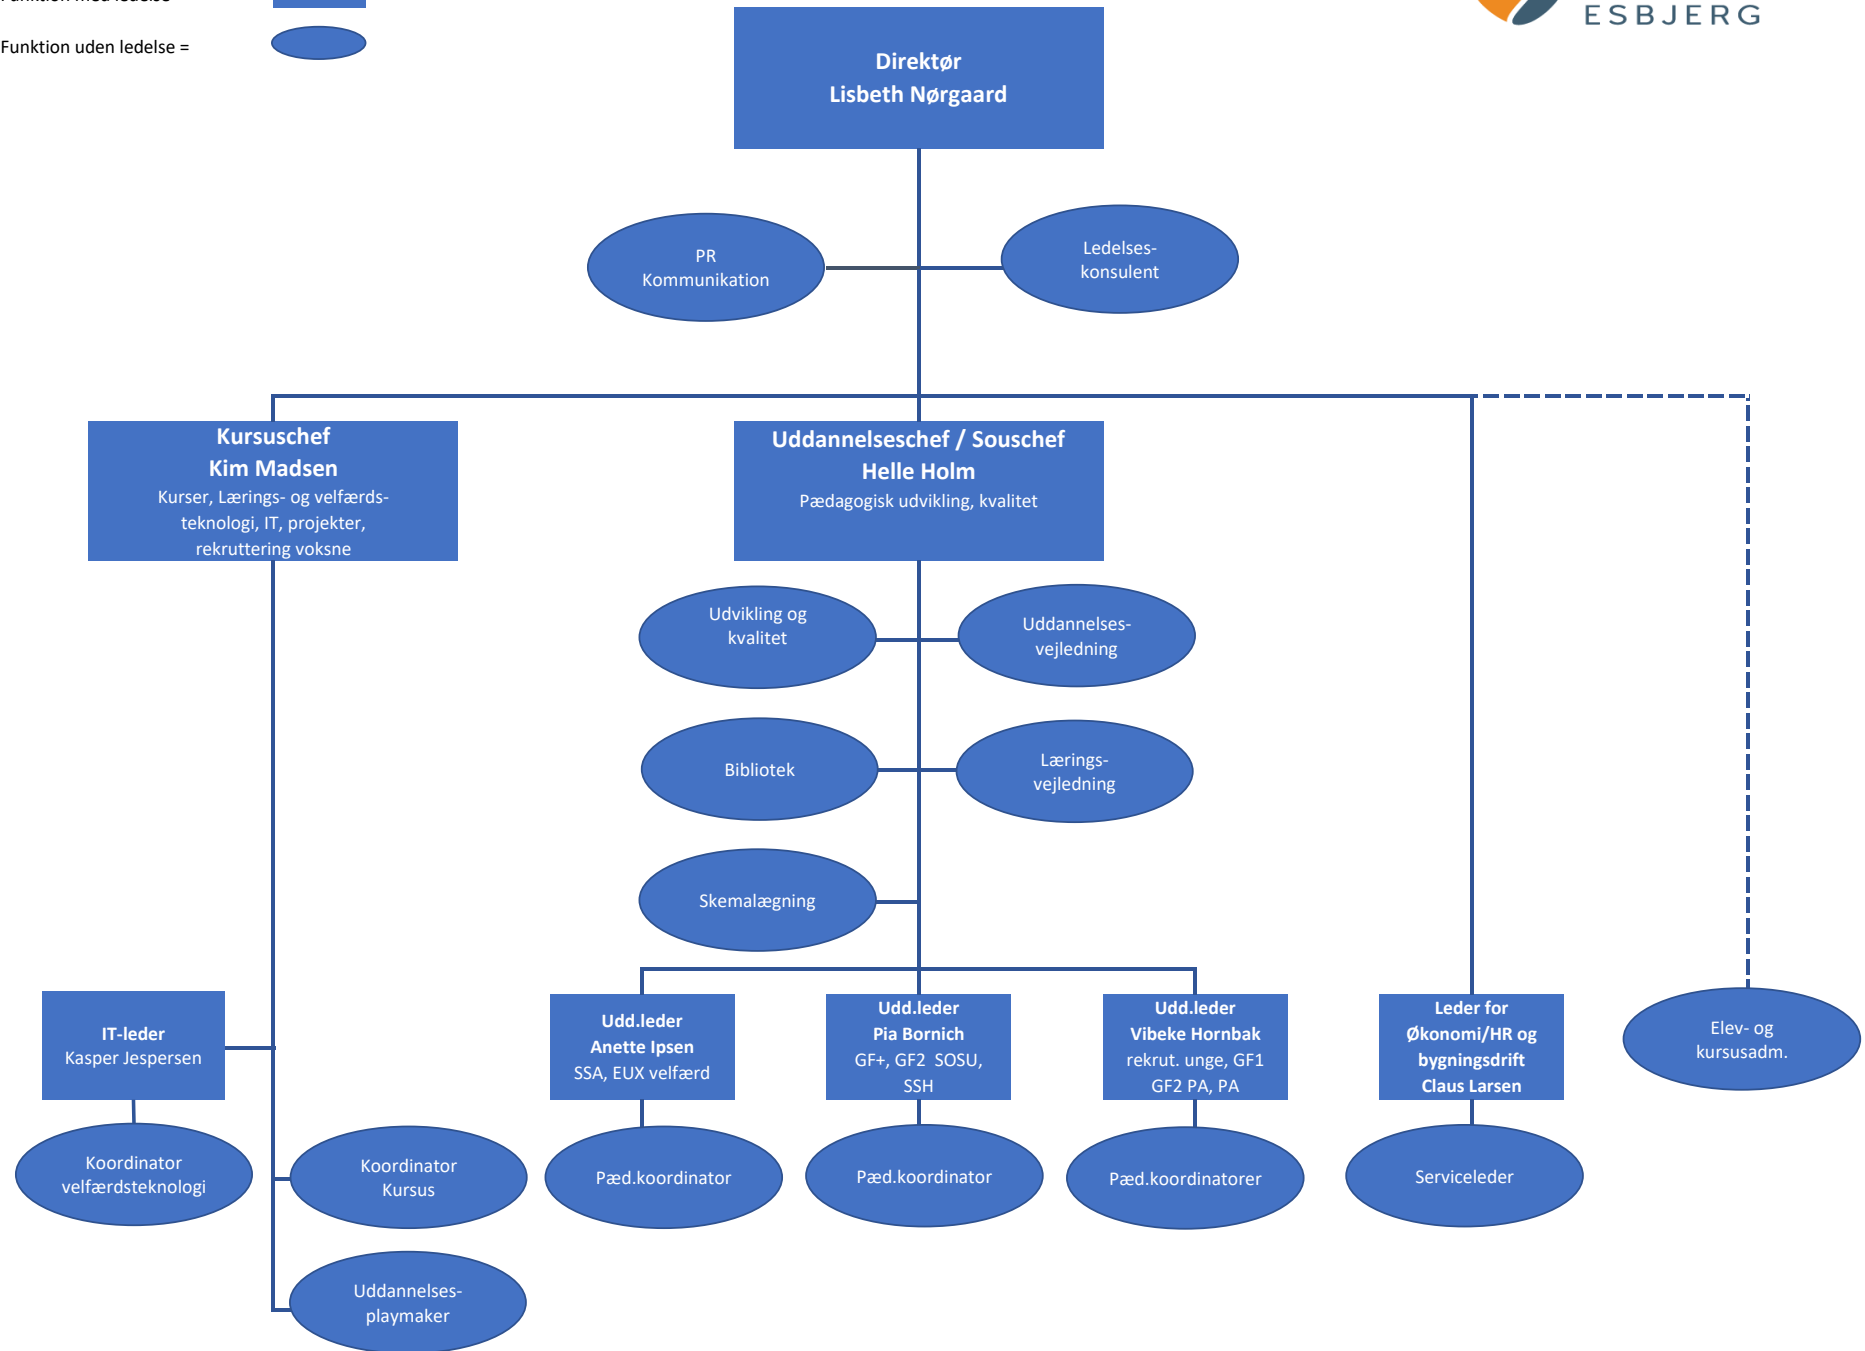 Funktion uden ledelse =
ESBJERG
Direktør
Lisbeth Nørgaard
PR
Kommunikation
Ledelses-
konsulent
Kursuschef
Kim Madsen
Kurser, Lærings- og velfærds-
teknologi, IT, projekter,
rekruttering voksne
Uddannelseschef / Souschef
Helle Holm
Pædagogisk udvikling, kvalitet
Udvikling og
kvalitet
Uddannelses-
vejledning
Bibliotek
Lærings-
vejledning
Skemalægning
IT-leder
Kasper Jespersen
Udd.leder
Anette Ipsen
SSA, EUX velfærd
Udd.leder
Pia Bornich
GF+, GF2 SOSU,
SSH
Udd.leder
Vibeke Hornbak
rekrut. unge, GF1
GF2 PA, PA
Leder for
Økonomi/HR og
bygningsdrift
Claus Larsen
Elev- og
kursusadm.
Koordinator
velfærdsteknologi
Koordinator
Kursus
Pæd.koordinator
Pæd.koordinator
Pæd.koordinatorer
Serviceleder
Uddannelses-
playmaker